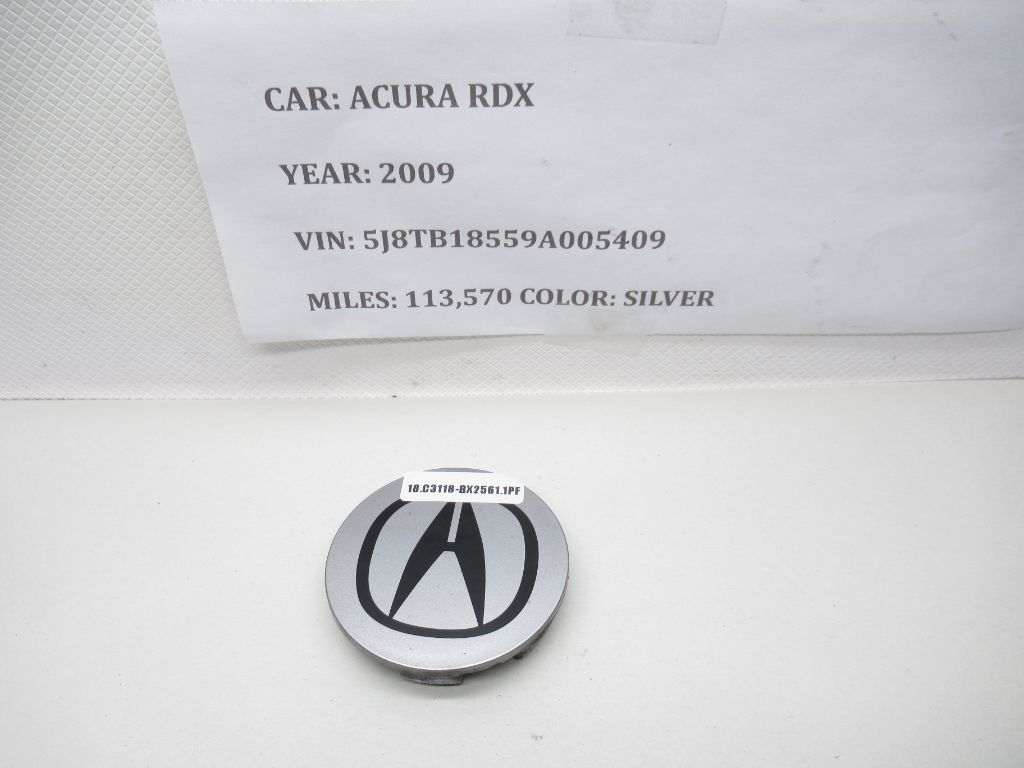 CAR: ACURA RDX
YEAR: 2009
VIN: 5J8TB18559A005409
MILES: 113,570 COLOR: SILVER
18.C3118-BX2561.1PF